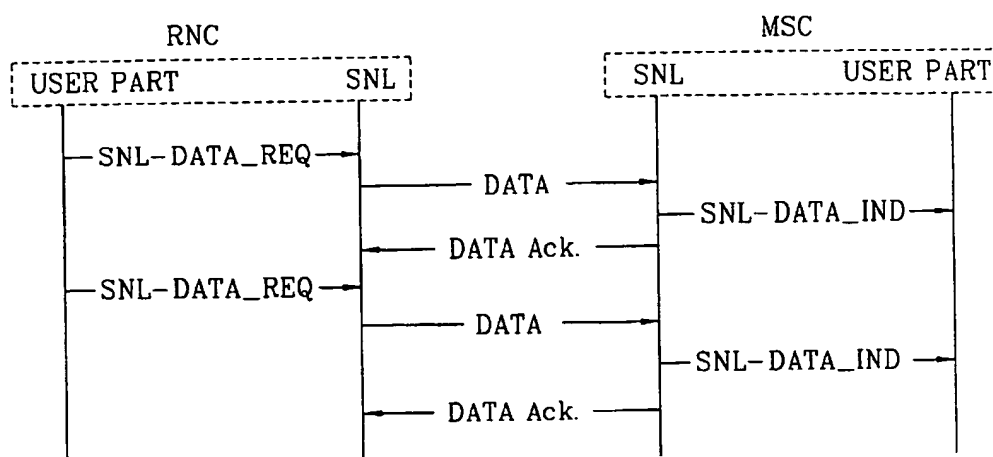 RNC
MSC
USER PART SNL
SNL USER PART
SNL-DATA_REQ
DATA
SNL-DATA_IND
DATA Ack.
SNL-DATA_REQ
DATA
SNL-DATA_IND
DATA Ack.